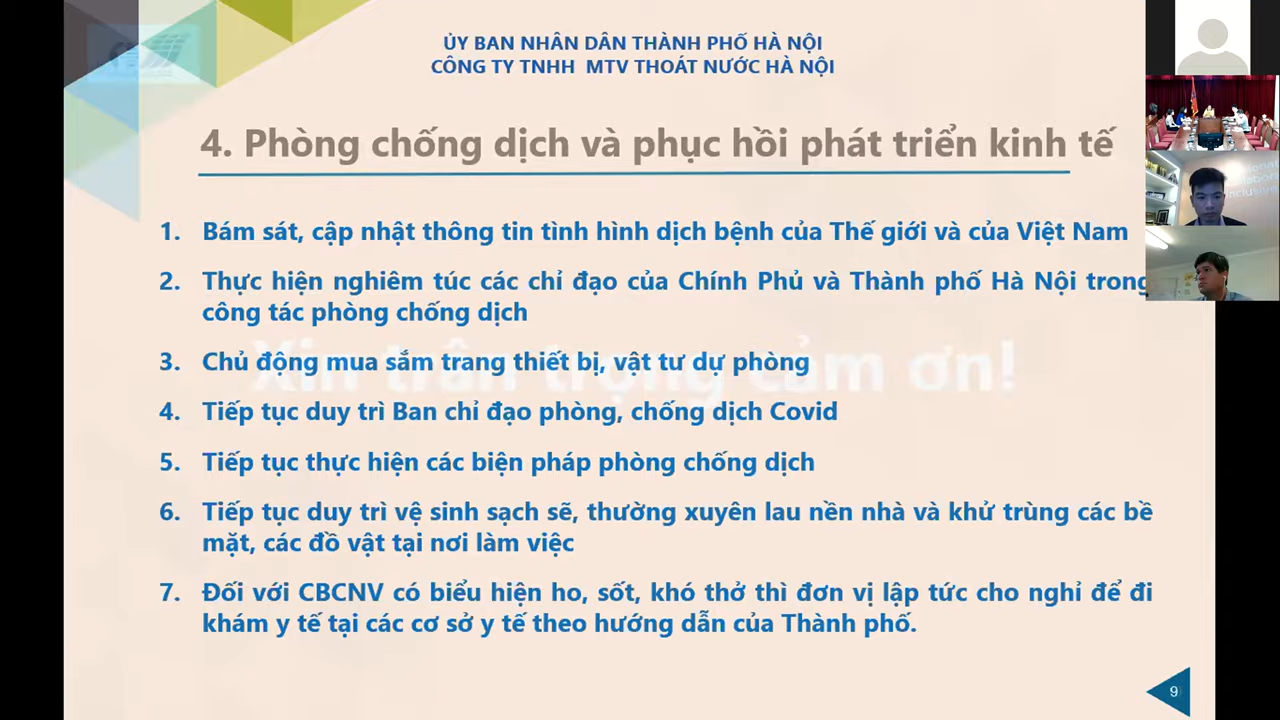 ỦY BAN NHÂN DÂN THÀNH PHỐ HÀ NỘI
CÔNG TY TNHH MTV THOÁT NƯỚC HÀ NỘI
4. Phòng chống dịch và phục hồi phát triển kinh tế
1. Bám sát, cập nhật thông tin tình hình dịch bệnh của Thế giới và của Việt Nam
2. Thực hiện nghiêm túc các chỉ đạo của Chính Phủ và Thành phố Hà Nội trong
công tác phòng chống dịch
Xin trân trọng cảm ơn!
3. Chủ động mua sắm trang thiết bị, vật tư dự phòng
4. Tiếp tục duy trì Ban chỉ đạo phòng, chống dịch Covid
5. Tiếp tục thực hiện các biện pháp phòng chống dịch
6. Tiếp tục duy trì vệ sinh sạch sẽ, thường xuyên lau nền nhà và khử trùng các bề
mặt, các đồ vật tại nơi làm việc
7. Đối với CBCNV có biểu hiện ho, sốt, khó thở thì đơn vị lập tức cho nghỉ để đi
khám y tế tại các cơ sở y tế theo hướng dẫn của Thành phố.
9